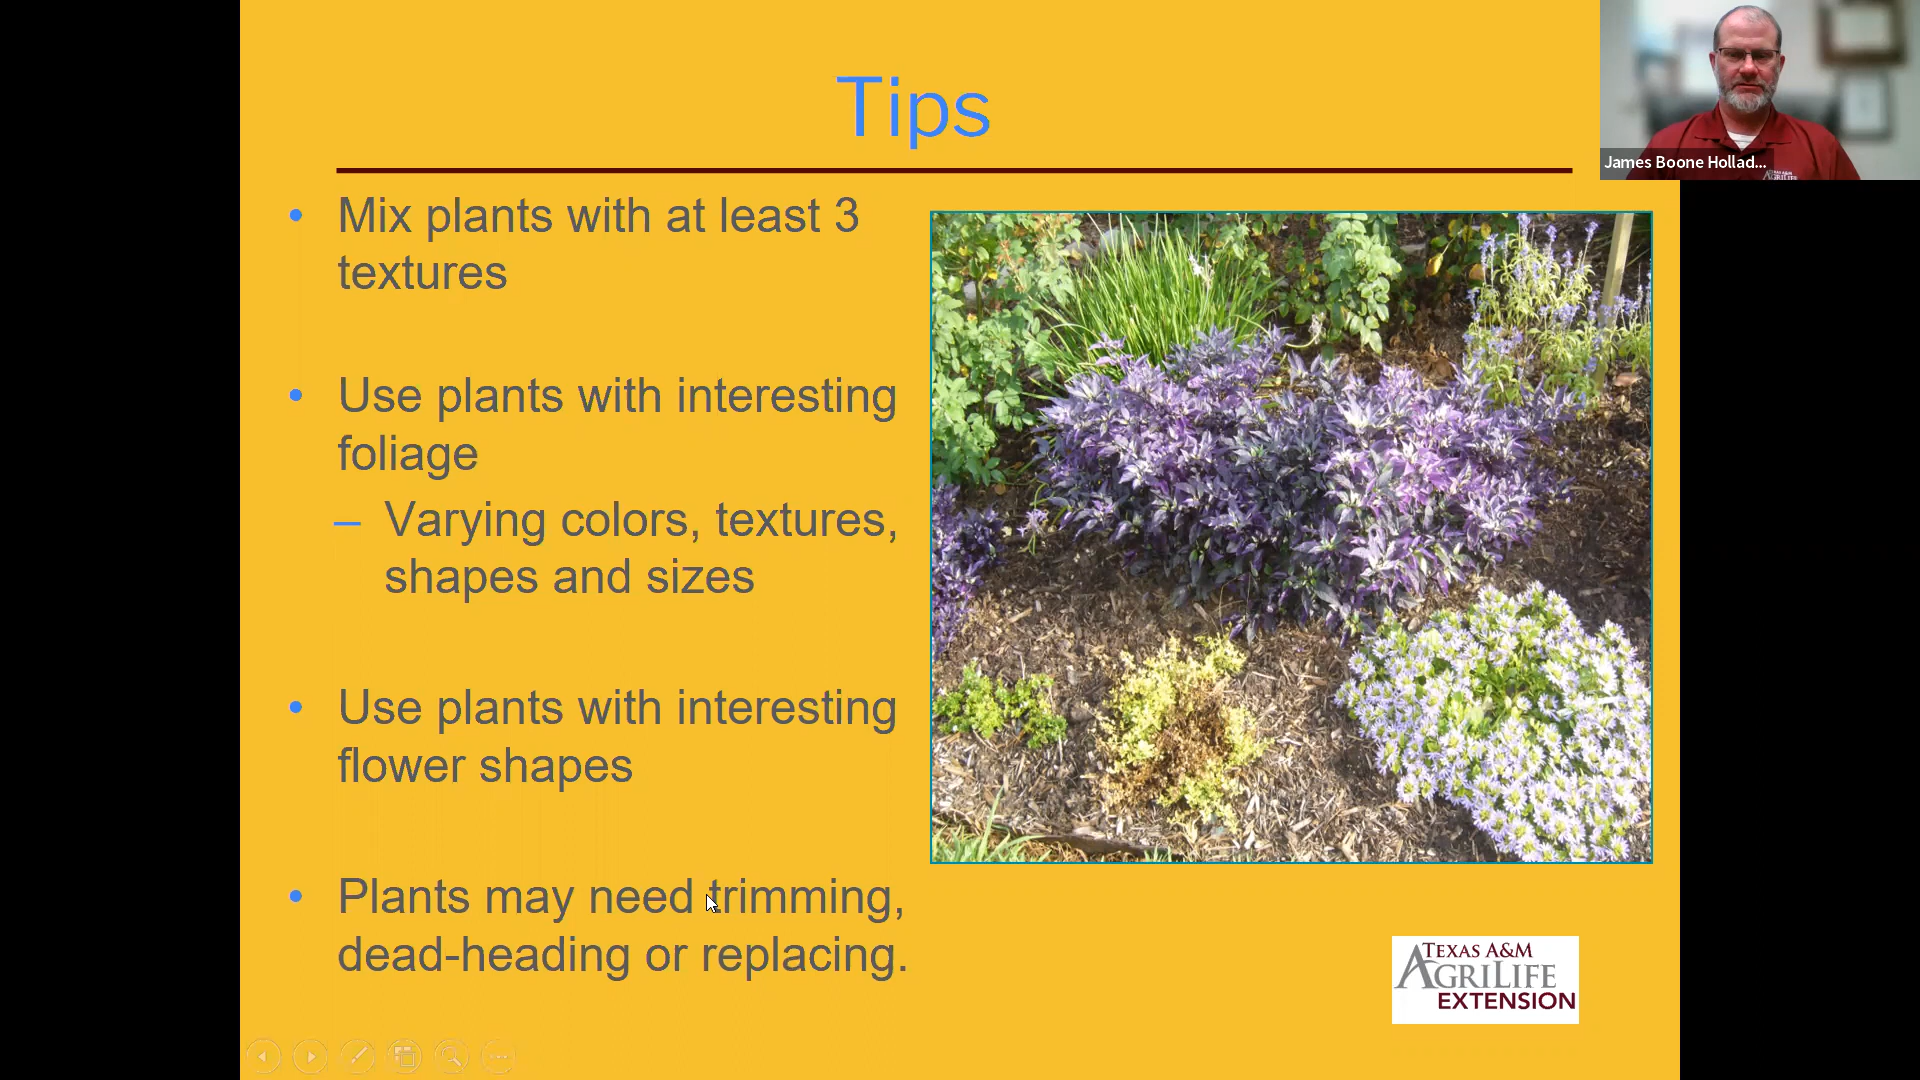 Tips
James Boone Hollad...
Mix plants with at least 3
textures
Use plants with interesting
foliage
– Varying colors, textures,
shapes and sizes
Use plants with interesting
flower shapes
Plants may need trimming,
dead-heading or replacing.
TEXAS A&M
AGRILIFE
EXTENSION